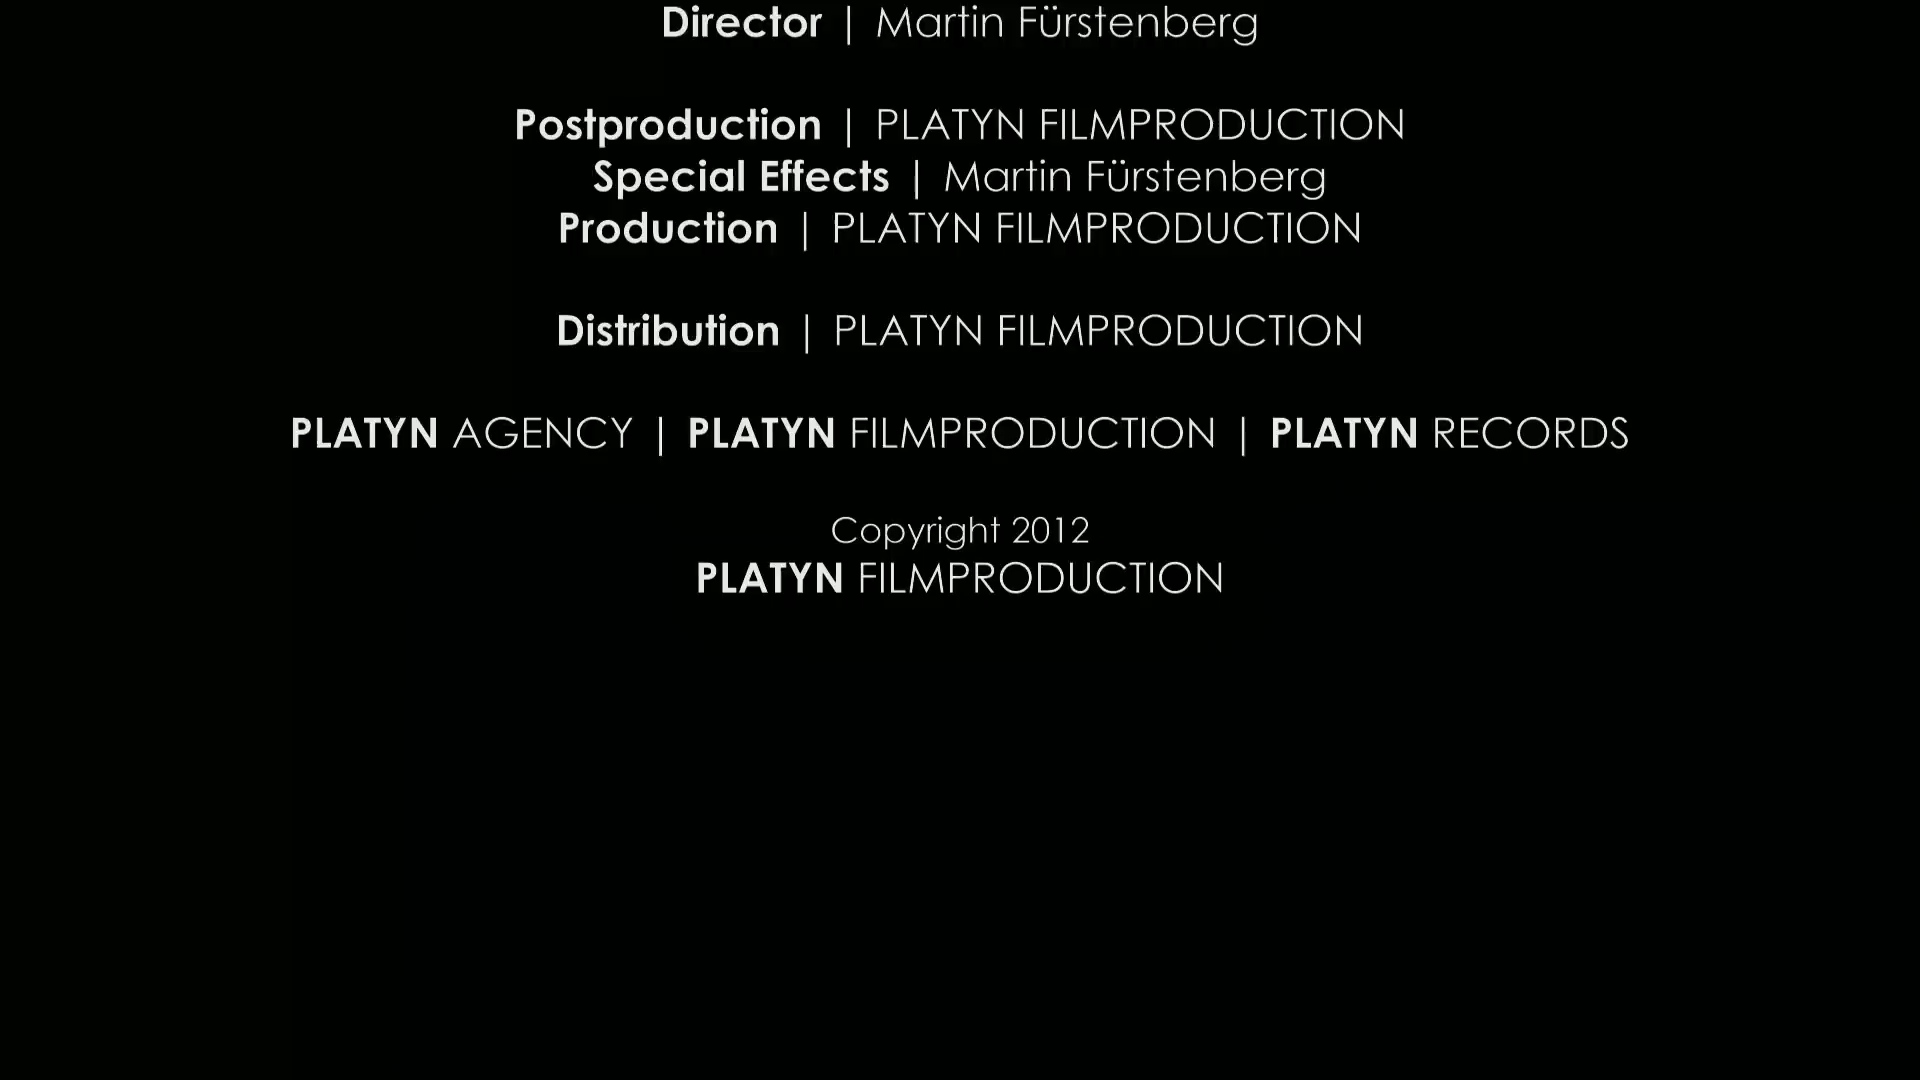 Director | Martin Fürstenberg
Postproduction | PLATYN FILMPRODUCTION
Special Effects | Martin Fürstenberg
Production | PLATYN FILMPRODUCTION
Distribution | PLATYN FILMPRODUCTION
PLATYN AGENCY | PLATYN FILMPRODUCTION | PLATYN RECORDS
Copyright 2012
PLATYN FILMPRODUCTION